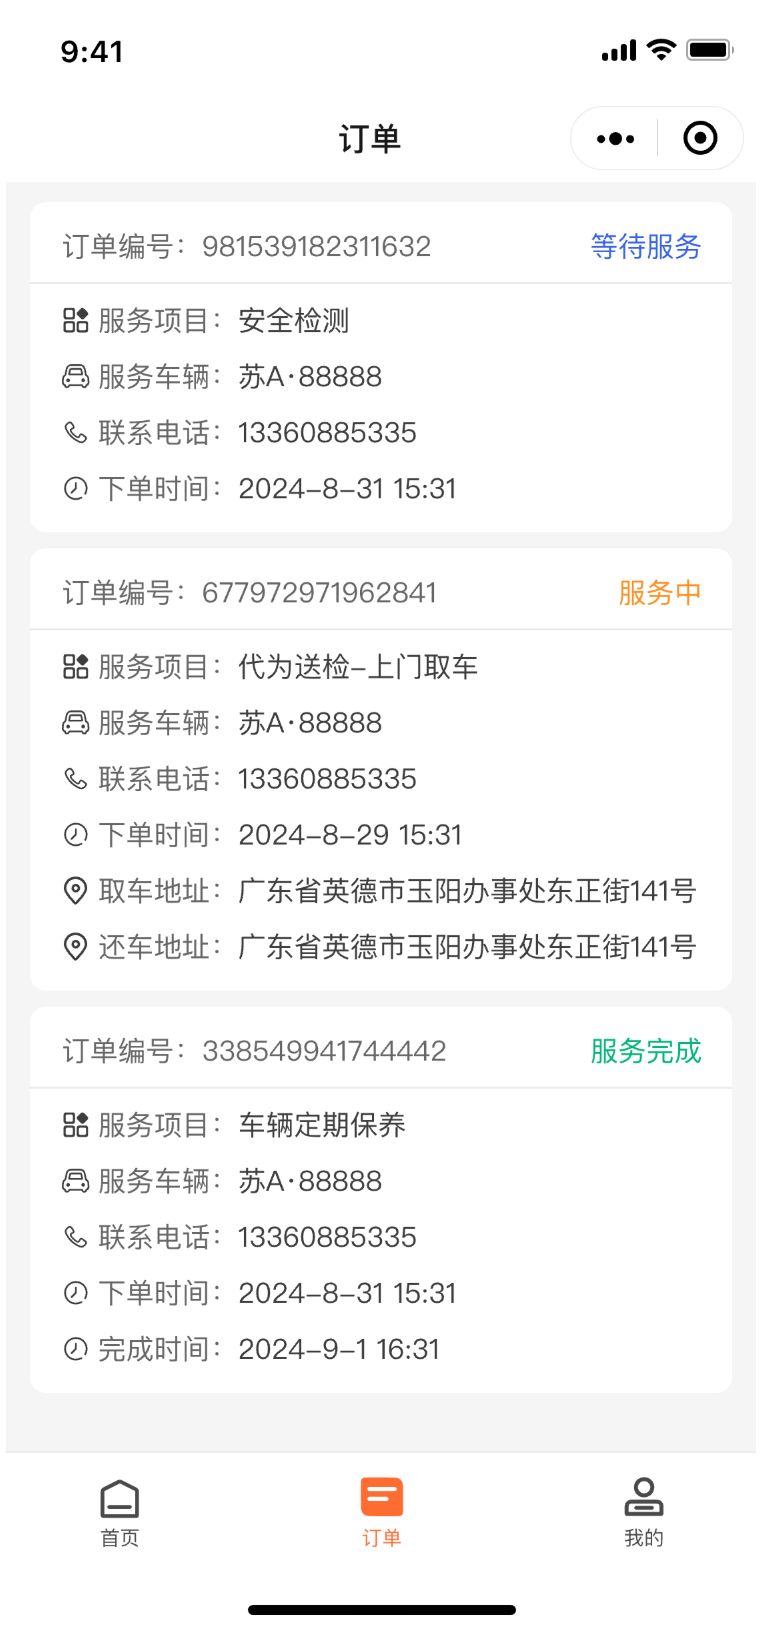 9:41
订单
订单编号：981539182311632 等待服务
服务项目：安全检测
服务车辆：苏A·88888
联系电话：13360885335
下单时间：2024-8-31 15:31
订单编号：677972971962841 服务中
服务项目：代为送检-上门取车
服务车辆：苏A·88888
联系电话：13360885335
下单时间：2024-8-29 15:31
取车地址：广东省英德市玉阳办事处东正街141号
还车地址：广东省英德市玉阳办事处东正街141号
订单编号：338549941744442 服务完成
服务项目：车辆定期保养
服务车辆：苏A·88888
联系电话：13360885335
下单时间：2024-8-31 15:31
完成时间：2024-9-1 16:31
首页 订单 我的